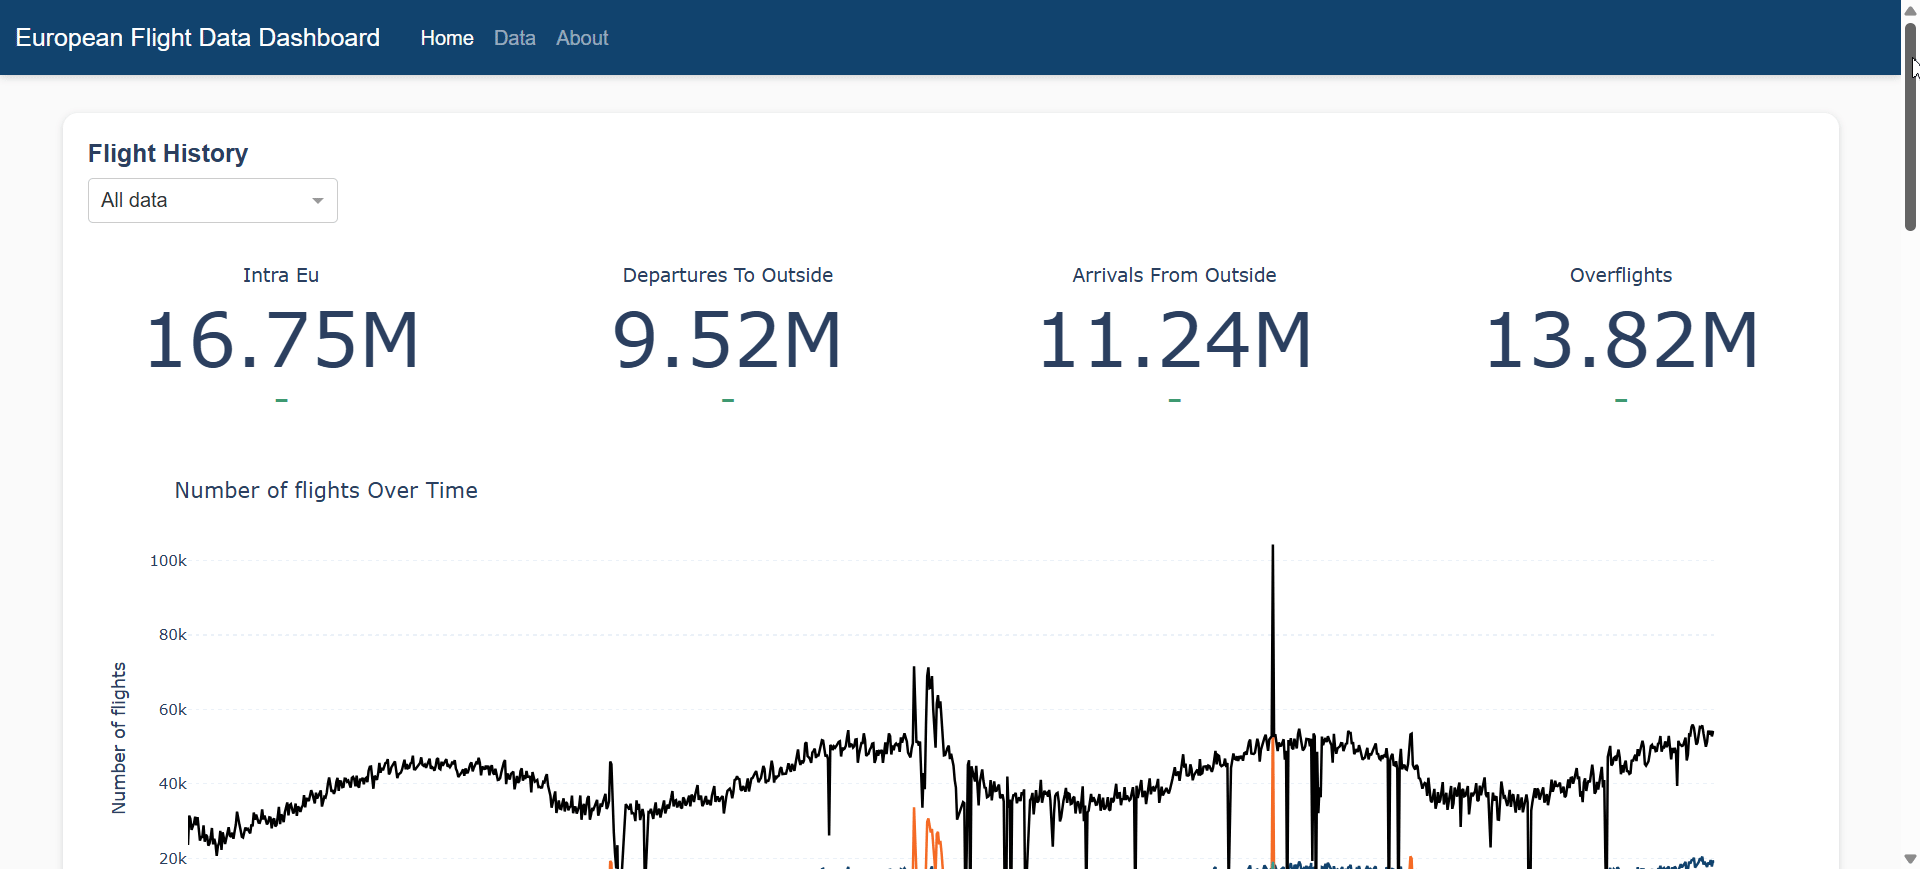 European Flight Data Dashboard Home Data About
Flight History
All data
Intra Eu Departures To Outside Arrivals From Outside Overflights
16.75M 9.52M 11.24M 13.82M
– – – –
Number of flights Over Time
100k
80k
60k
40k
20k
Number of flights